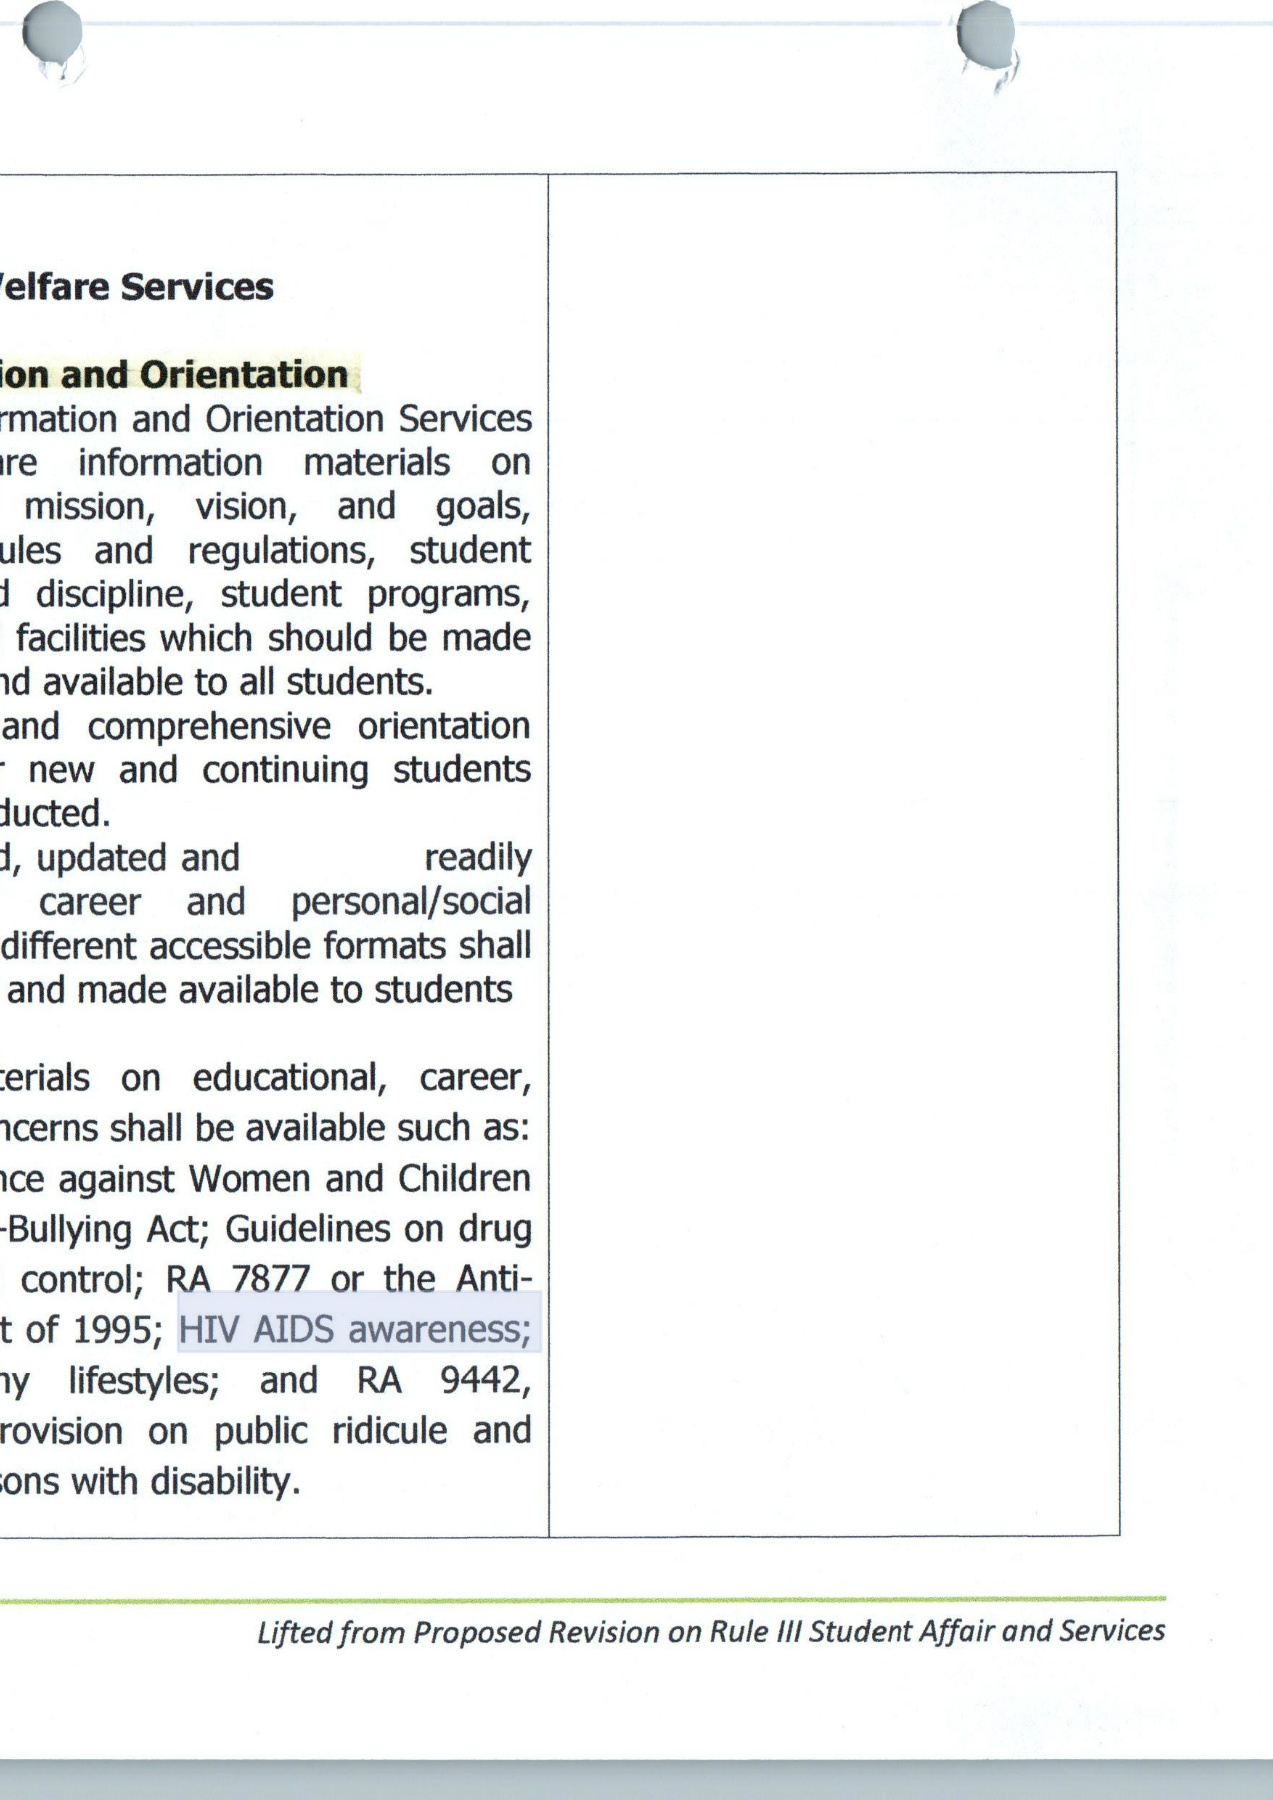 Welfare Services
ion and Orientation
rmation and Orientation Services
are information materials on
mission, vision, and goals,
ules and regulations, student
d discipline, student programs,
facilities which should be made
nd available to all students.
and comprehensive orientation
r new and continuing students
ducted.
d, updated and readily
career and personal/social
different accessible formats shall
and made available to students
terials on educational, career,
ncerns shall be available such as:
nce against Women and Children
-Bullying Act; Guidelines on drug
control; RA 7877 or the Anti-
t of 1995; HIV AIDS awareness;
hy lifestyles; and RA 9442,
rovision on public ridicule and
sons with disability.
Lifted from Proposed Revision on Rule III Student Affair and Services